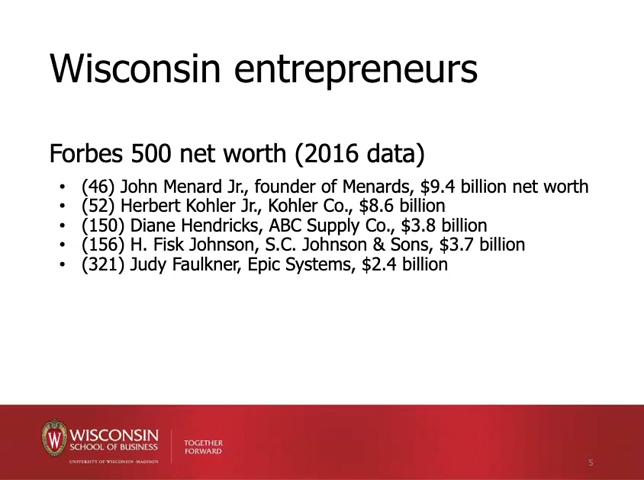 Wisconsin entrepreneurs
Forbes 500 net worth (2016 data)
• (46) John Menard Jr., founder of Menards, $9.4 billion net worth
• (52) Herbert Kohler Jr., Kohler Co., $8.6 billion
• (150) Diane Hendricks, ABC Supply Co., $3.8 billion
• (156) H. Fisk Johnson, S.C. Johnson & Sons, $3.7 billion
• (321) Judy Faulkner, Epic Systems, $2.4 billion
W
WISCONSIN
SCHOOL OF BUSINESS
UNIVERSITY OF WISCONSIN–MADISON
TOGETHER
FORWARD
5